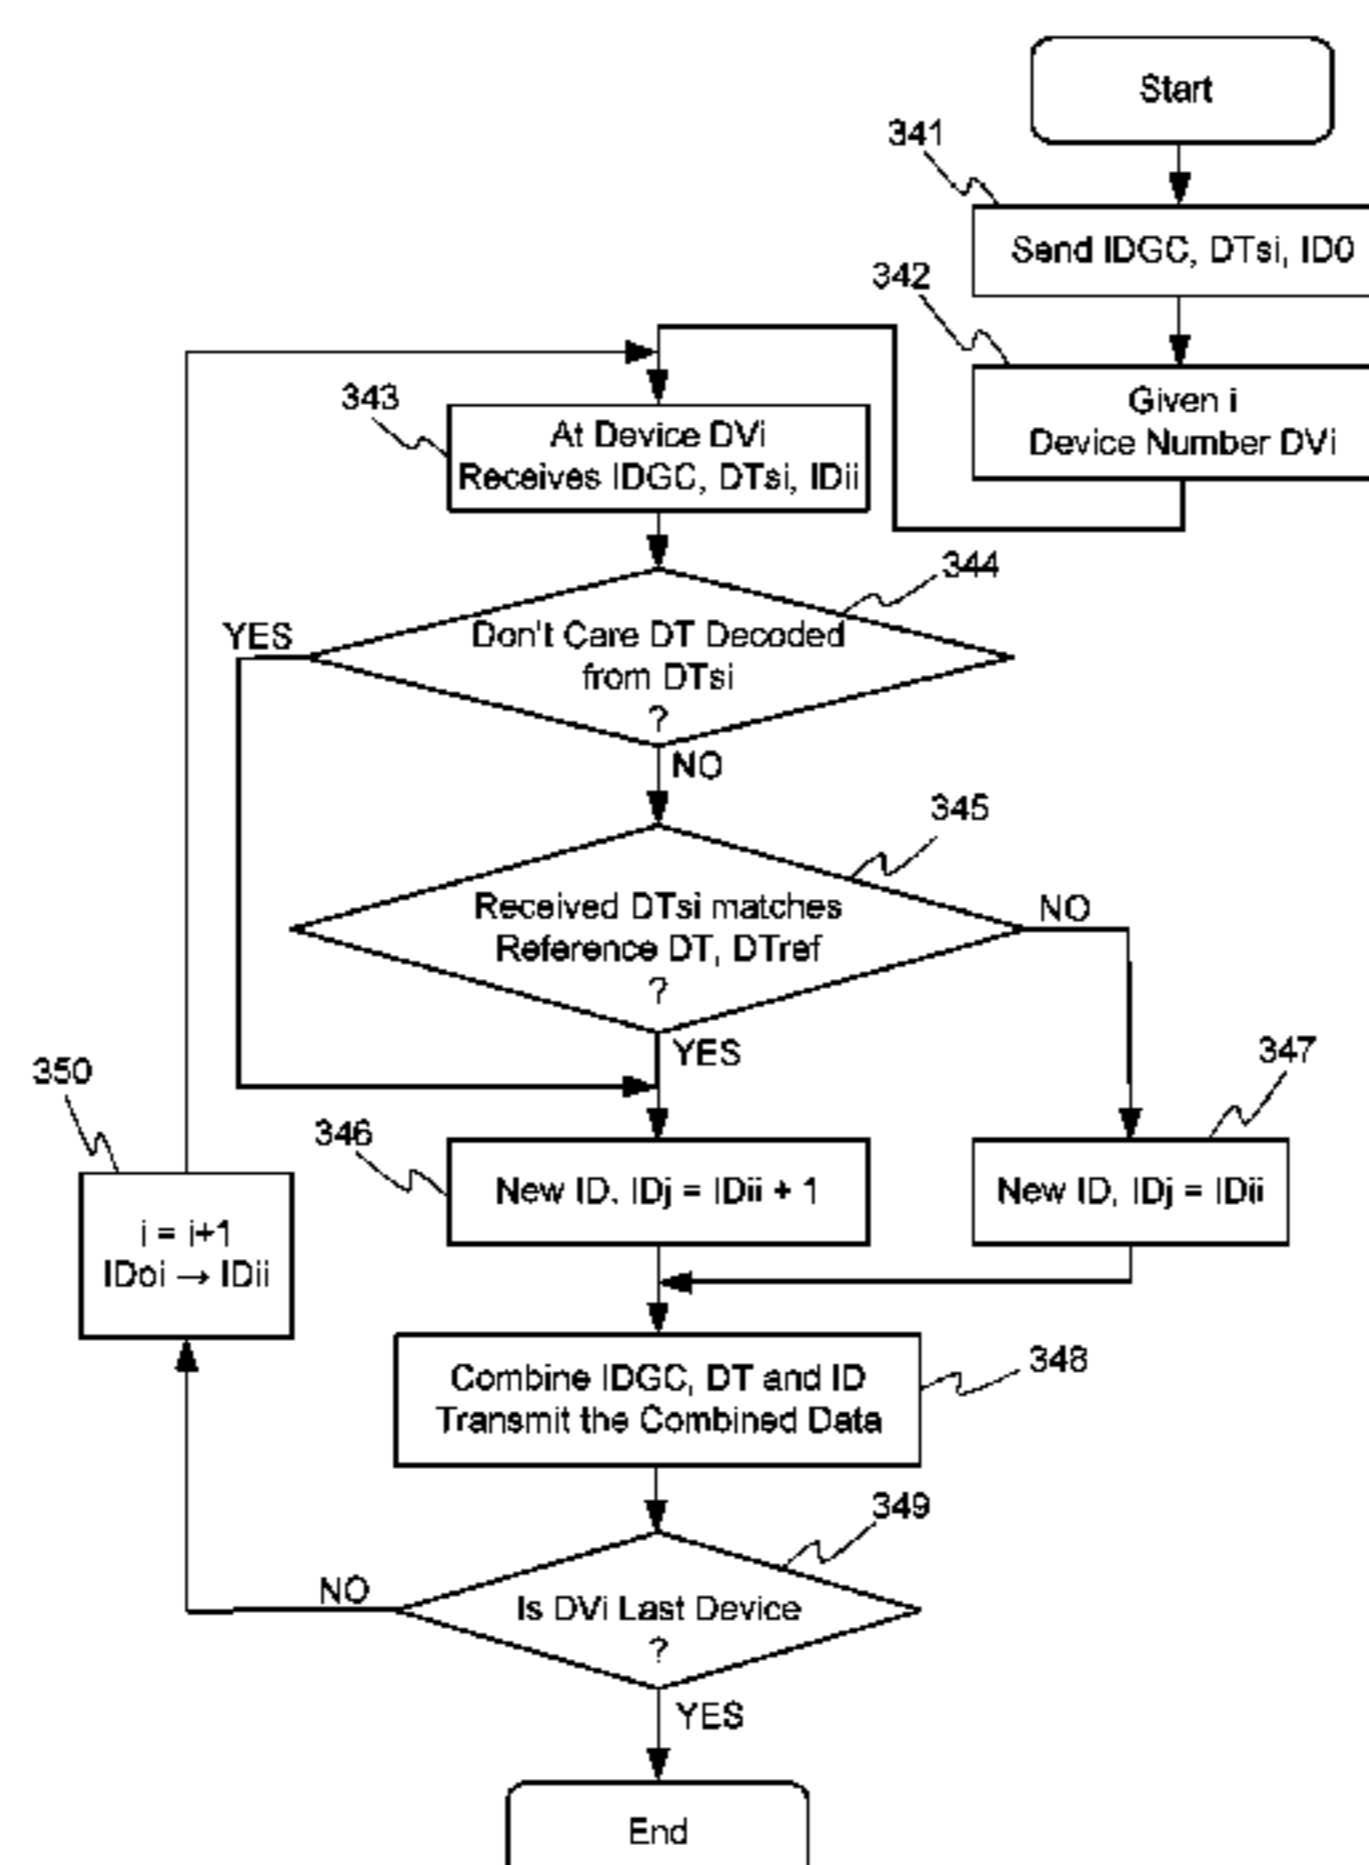 Start
341
Send IDGC, DTsi, ID0
342
Given i
Device Number DVi
343
At Device DVi
Receives IDGC, DTsi, IDii
344
YES
Don't Care DT Decoded
from DTsi
?
NO
345
Received DTsi matches
Reference DT, DTref
?
NO
YES
350
346
347
New ID, IDj = IDii + 1
New ID, IDj = IDii
i = i+1
IDoi → IDii
348
Combine IDGC, DT and ID
Transmit the Combined Data
349
NO
Is DVi Last Device
?
YES
End